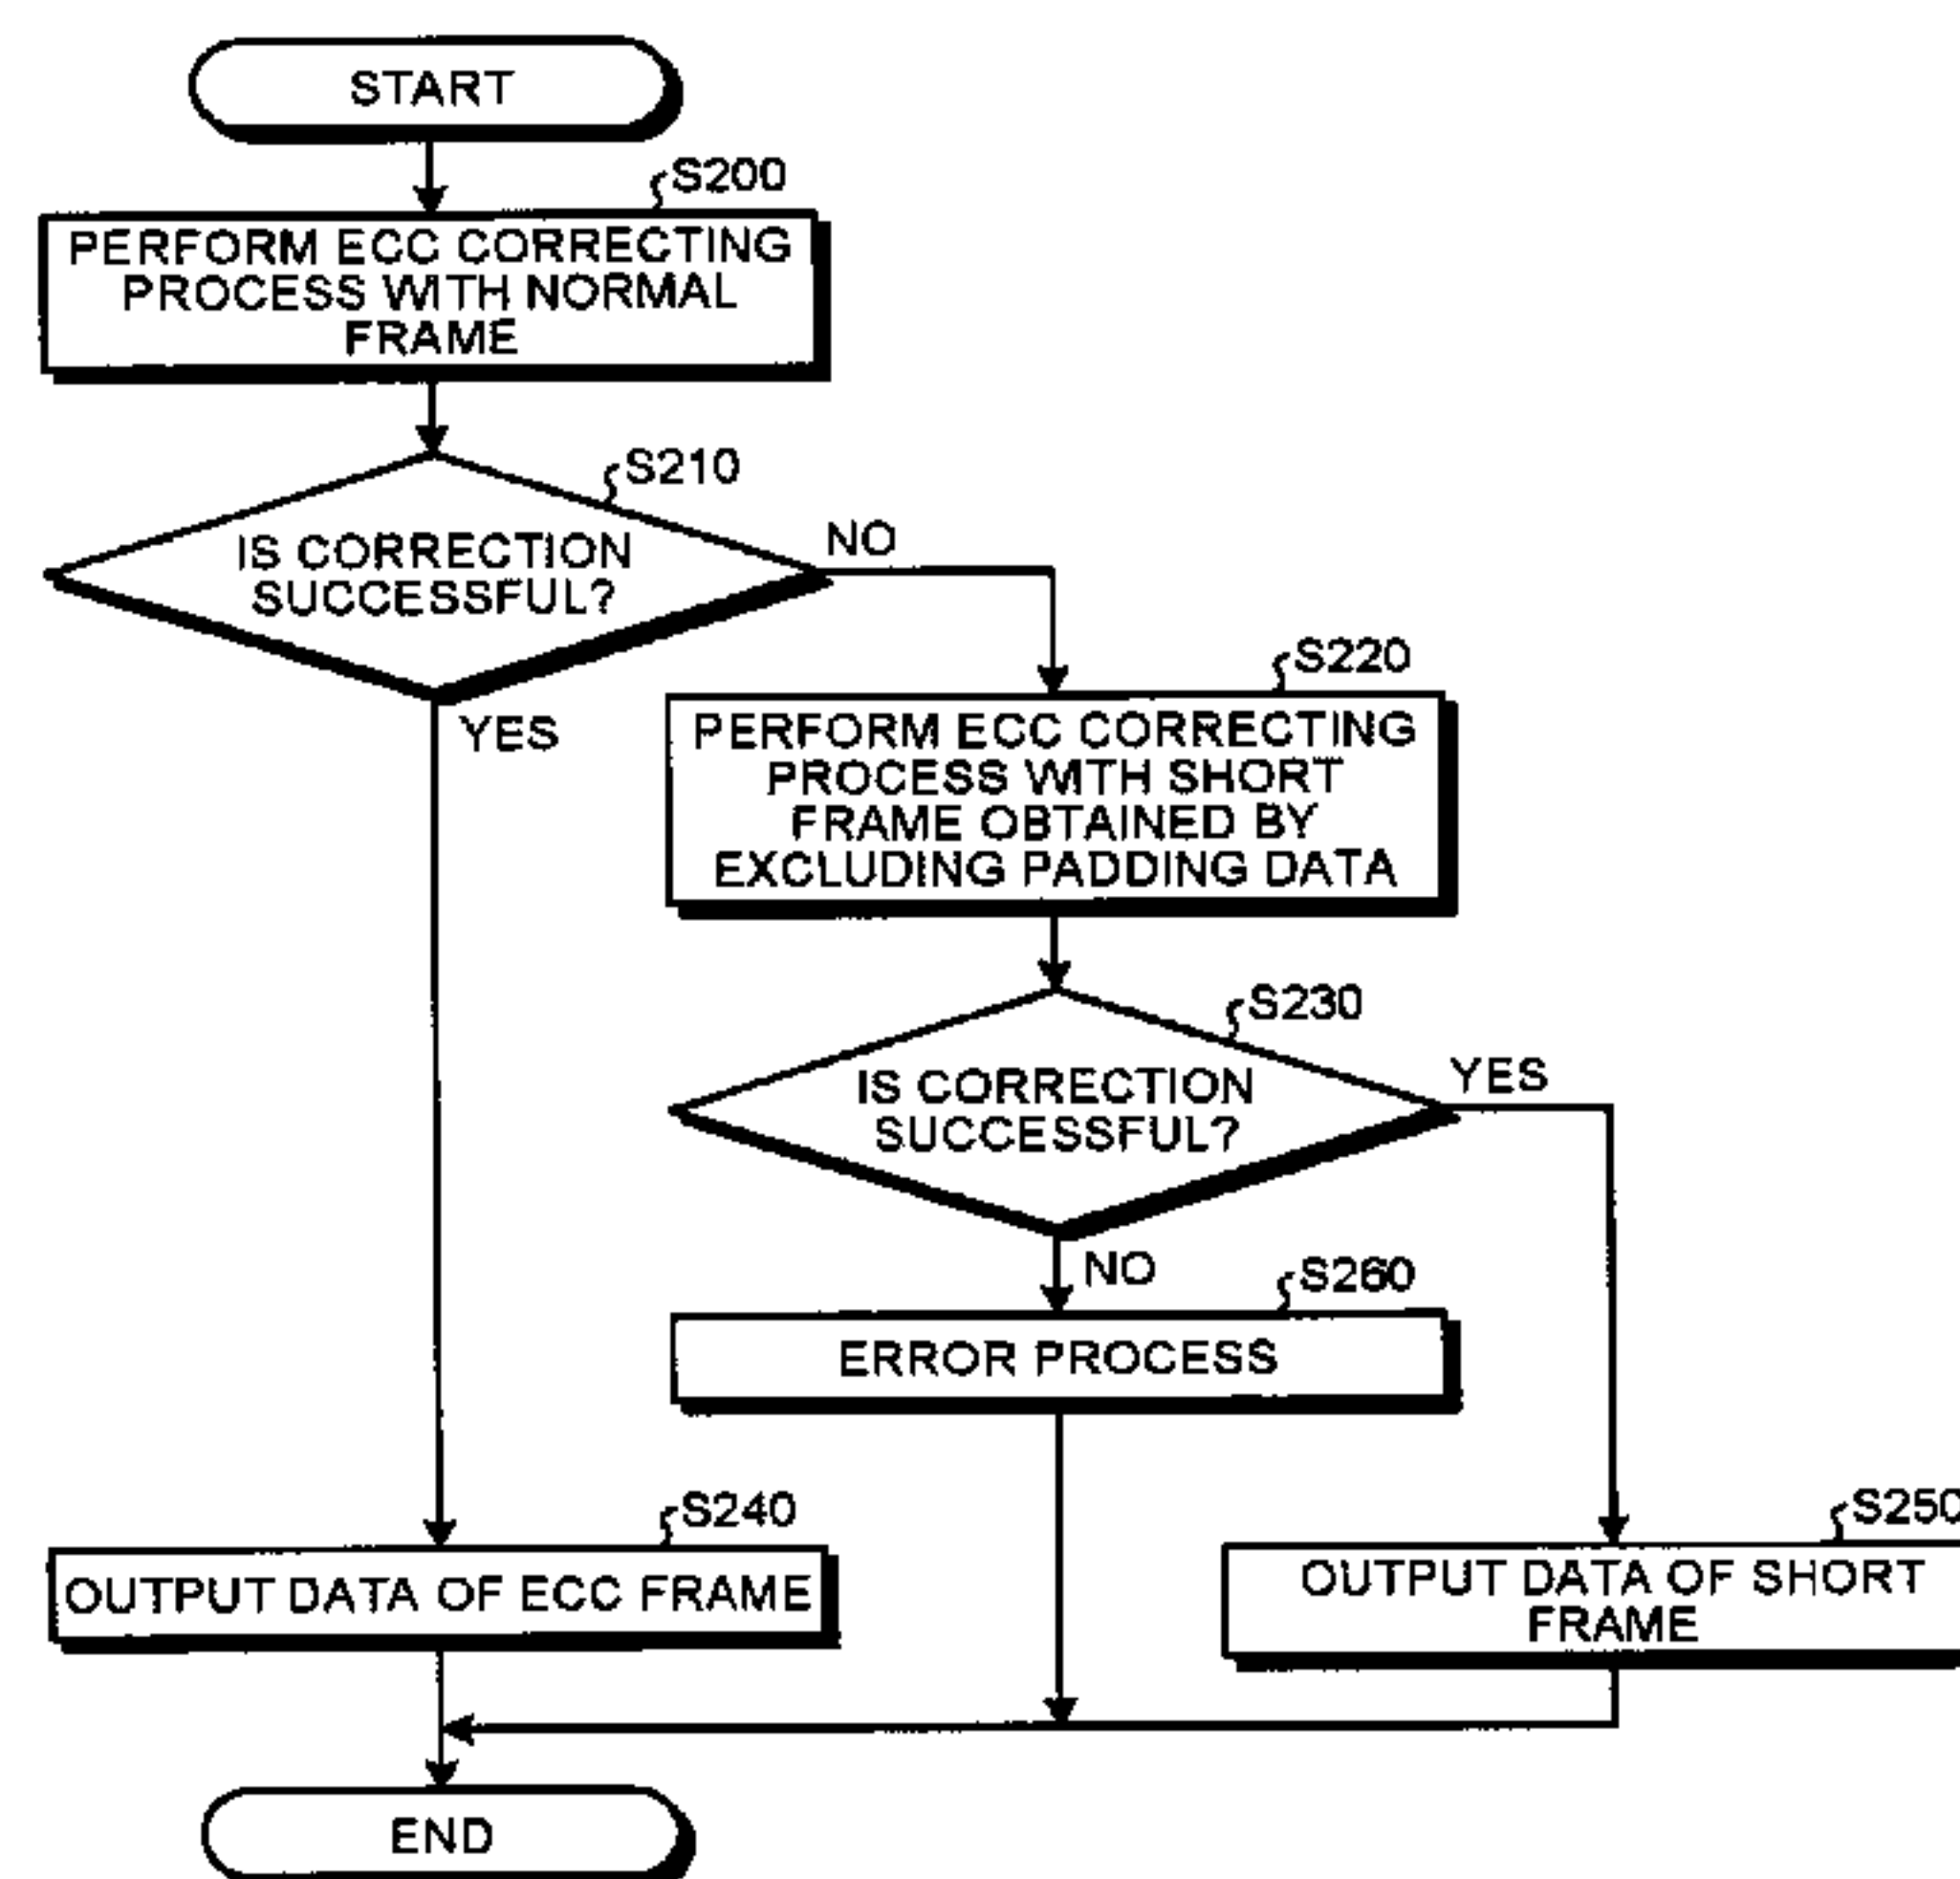 START
S200
PERFORM ECC CORRECTING
PROCESS WITH NORMAL
FRAME
S210
IS CORRECTION
SUCCESSFUL?
NO
YES
S220
PERFORM ECC CORRECTING
PROCESS WITH SHORT
FRAME OBTAINED BY
EXCLUDING PADDING DATA
S230
IS CORRECTION
SUCCESSFUL?
YES
NO
S260
ERROR PROCESS
S240
OUTPUT DATA OF ECC FRAME
S250
OUTPUT DATA OF SHORT
FRAME
END